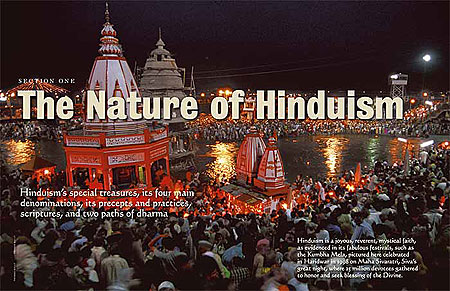 SECTION ONE
The Nature of Hinduism
Hinduism's special treasures, its four main
denominations, its precepts and practices,
scriptures, and two paths of dharma
Hinduism is a joyous, reverent, mystical faith,
as evidenced in its fabulous festivals, such as
the Kumbha Mela, pictured here celebrated
in Haridwar in 1998 on Maha Sivaratri, Siva's
great night, where 25 million devotees gathered
to honor and seek blessing of the Divine.